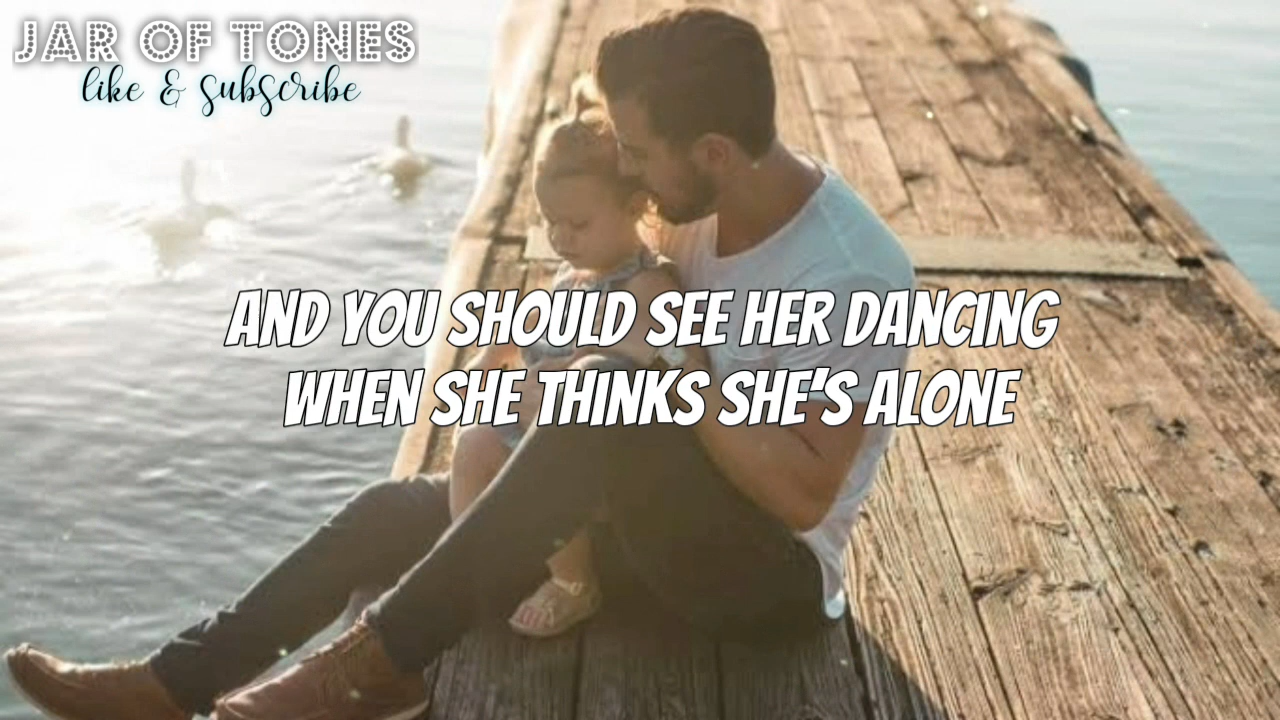 JAR OF TONES
like & subscribe
AND YOU SHOULD SEE HER DANCING
WHEN SHE THINKS SHE'S ALONE